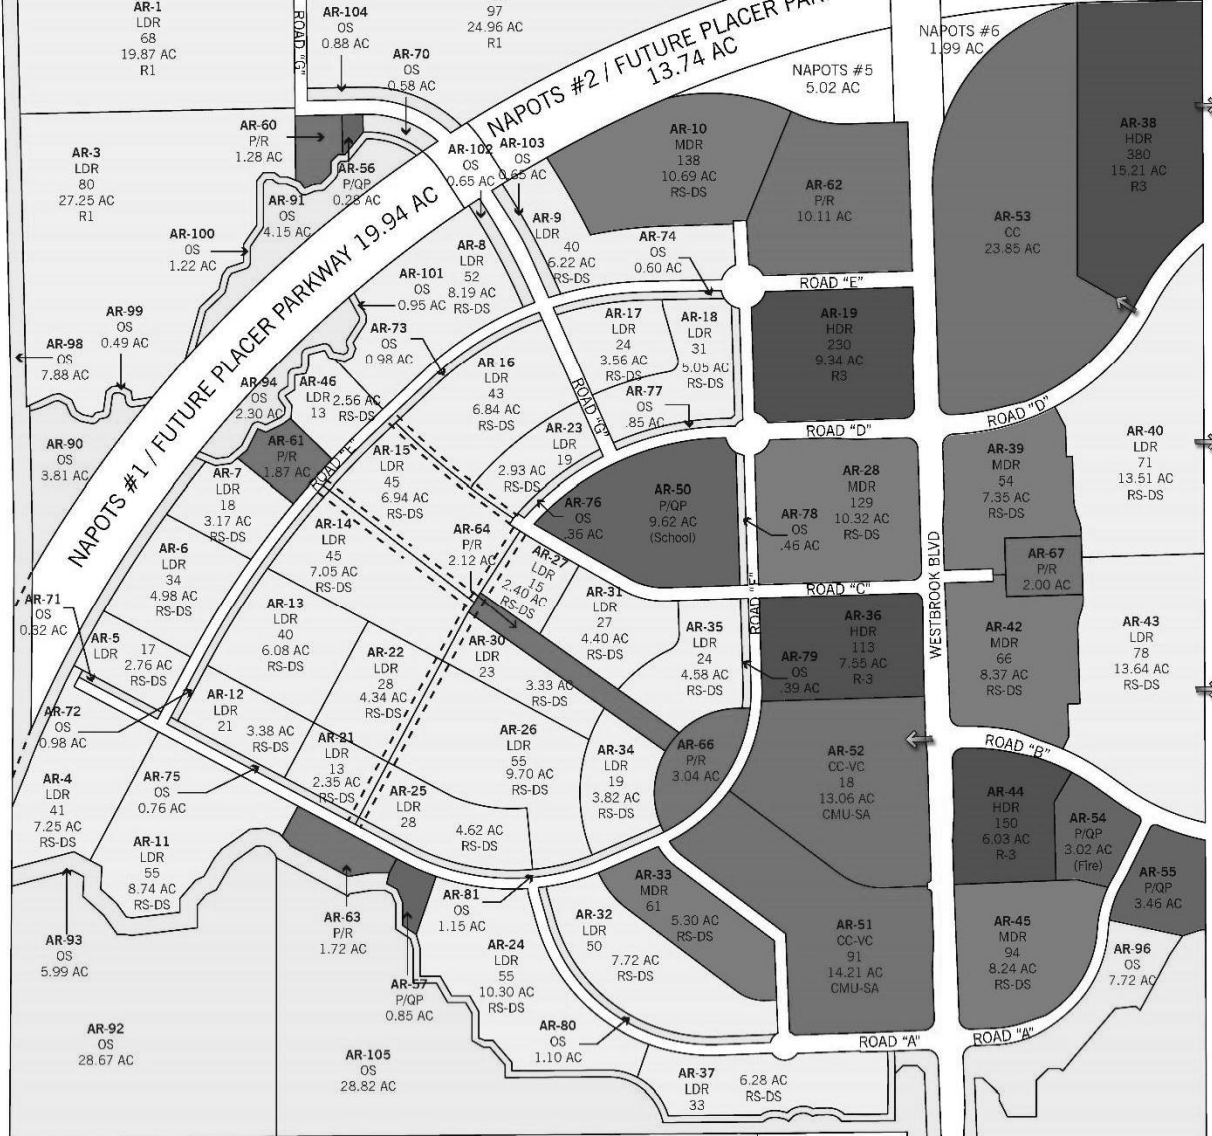 AR-1
LDR
68
19.87 AC
R1
ROAD "G"
AR-104
OS
0.88 AC
97
24.96 AC
R1
AR-70
OS
0.58 AC
NAPOTS #2 / FUTURE PLACER
13.74 AC
NAPOTS #5
5.02 AC
NAPOTS #6
1.99 AC
AR-38
HDR
380
15.21 AC
R3
AR-60
P/R
1.28 AC
AR-56
P/QP
0.28 AC
AR-3
LDR
80
27.25 AC
R1
AR-91
OS
4.15 AC
AR-100
OS
1.22 AC
AR-102
OS
0.65 AC
AR-103
OS
0.65 AC
AR-10
MDR
138
10.69 AC
RS-DS
AR-62
P/R
10.11 AC
AR-53
CC
23.85 AC
AR-9
LDR
40
6.22 AC
RS-DS
AR-74
OS
0.60 AC
AR-8
LDR
52
8.19 AC
RS-DS
AR-101
OS
0.95 AC
NAPOTS #1 / FUTURE PLACER PARKWAY 19.94 AC
ROAD "E"
AR-99
OS
0.49 AC
AR-98
OS
7.88 AC
AR-73
OS
0.98 AC
AR-17
LDR
24
3.56 AC
RS-DS
AR-18
LDR
31
5.05 AC
RS-DS
AR-19
HDR
230
9.34 AC
R3
AR-94
OS
2.30 AC
AR-46
LDR
13
2.56 AC
RS-DS
AR-16
LDR
43
6.84 AC
RS-DS
ROAD "G"
AR-77
OS
.85 AC
ROAD "D"
ROAD "D"
AR-90
OS
3.81 AC
AR-61
P/R
1.87 AC
ROAD "F"
AR-23
LDR
19
2.93 AC
RS-DS
AR-40
LDR
71
13.51 AC
RS-DS
AR-7
LDR
18
3.17 AC
RS-DS
AR-15
LDR
45
6.94 AC
RS-DS
AR-76
OS
.36 AC
AR-50
P/QP
9.62 AC
(School)
AR-78
OS
.46 AC
AR-28
MDR
129
10.32 AC
RS-DS
AR-39
MDR
54
7.35 AC
RS-DS
AR-14
LDR
45
7.05 AC
RS-DS
AR-64
P/R
2.12 AC
AR-27
LDR
15
2.40 AC
RS-DS
WESTBROOK BLVD
AR-67
P/R
2.00 AC
AR-6
LDR
34
4.98 AC
RS-DS
AR-71
OS
0.32 AC
AR-13
LDR
40
6.08 AC
RS-DS
AR-31
LDR
27
4.40 AC
RS-DS
ROAD "C"
AR-5
LDR
17
2.76 AC
RS-DS
AR-22
LDR
28
4.34 AC
RS-DS
AR-30
LDR
23
3.33 AC
RS-DS
AR-35
LDR
24
4.58 AC
RS-DS
AR-79
OS
.39 AC
AR-36
HDR
113
7.55 AC
R-3
AR-42
MDR
66
8.37 AC
RS-DS
AR-43
LDR
78
13.64 AC
RS-DS
AR-72
OS
0.98 AC
AR-12
LDR
21
3.38 AC
RS-DS
AR-21
LDR
13
2.35 AC
RS-DS
AR-26
LDR
55
9.70 AC
RS-DS
AR-34
LDR
19
3.82 AC
RS-DS
AR-66
P/R
3.04 AC
AR-52
CC-VC
18
13.06 AC
CMU-SA
ROAD "B"
AR-4
LDR
41
7.25 AC
RS-DS
AR-75
OS
0.76 AC
AR-25
LDR
28
4.62 AC
RS-DS
AR-44
HDR
150
6.03 AC
R-3
AR-54
P/QP
3.02 AC
(Fire)
AR-11
LDR
55
8.74 AC
RS-DS
AR-55
P/QP
3.46 AC
AR-81
OS
1.15 AC
AR-33
MDR
61
5.30 AC
RS-DS
AR-63
P/R
1.72 AC
AR-32
LDR
50
7.72 AC
RS-DS
AR-51
CC-VC
91
14.21 AC
CMU-SA
AR-45
MDR
94
8.24 AC
RS-DS
AR-96
OS
7.72 AC
AR-93
OS
5.99 AC
AR-24
LDR
55
10.30 AC
RS-DS
AR-57
P/QP
0.85 AC
AR-92
OS
28.67 AC
AR-80
OS
1.10 AC
ROAD "A"
ROAD "A"
AR-105
OS
28.82 AC
AR-37
LDR
33
6.28 AC
RS-DS